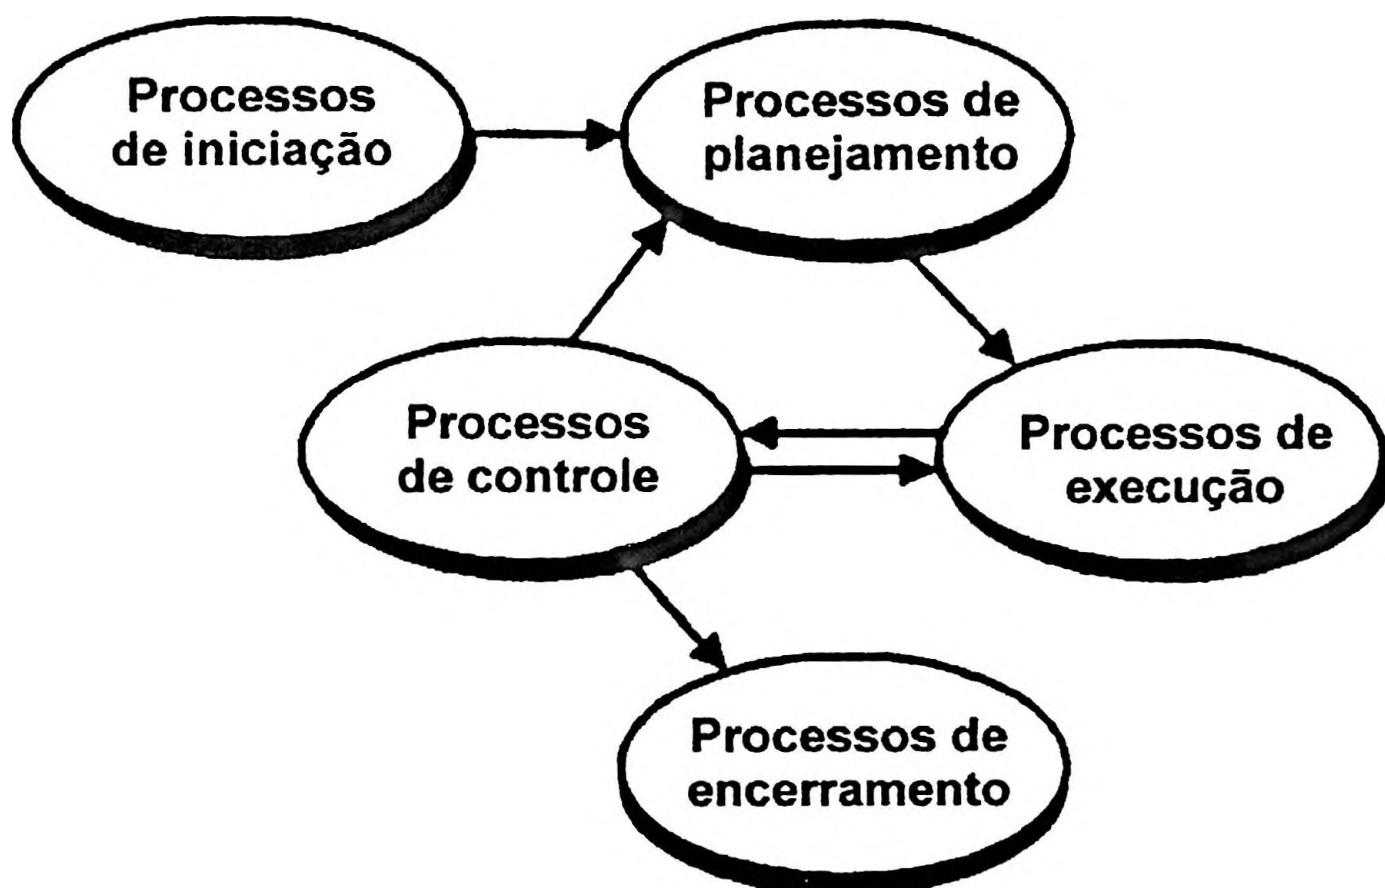 Processos
de iniciação
Processos de
planejamento
Processos
de controle
Processos de
execução
Processos de
encerramento